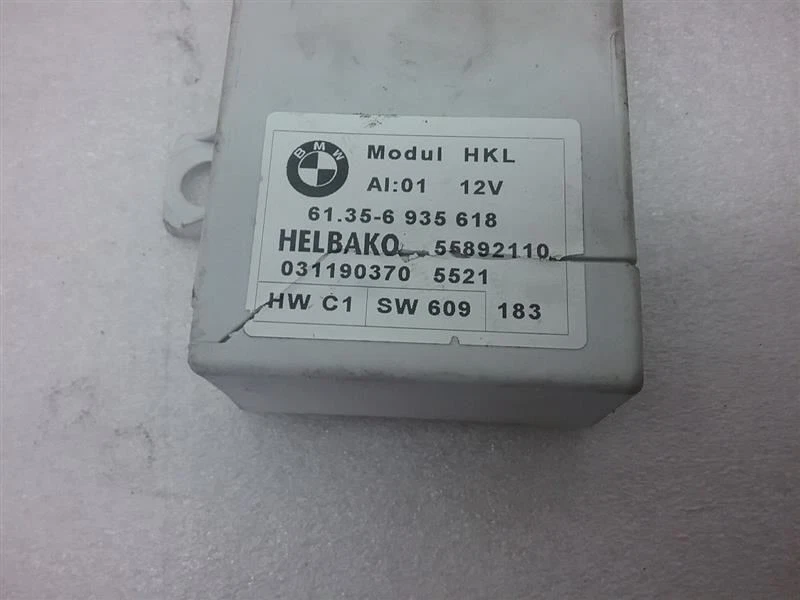 BMW Modul HKL
AI:01 12V
61.35-6 935 618
HELBAKO 55892110
031190370 5521
HW C1 SW 609 183